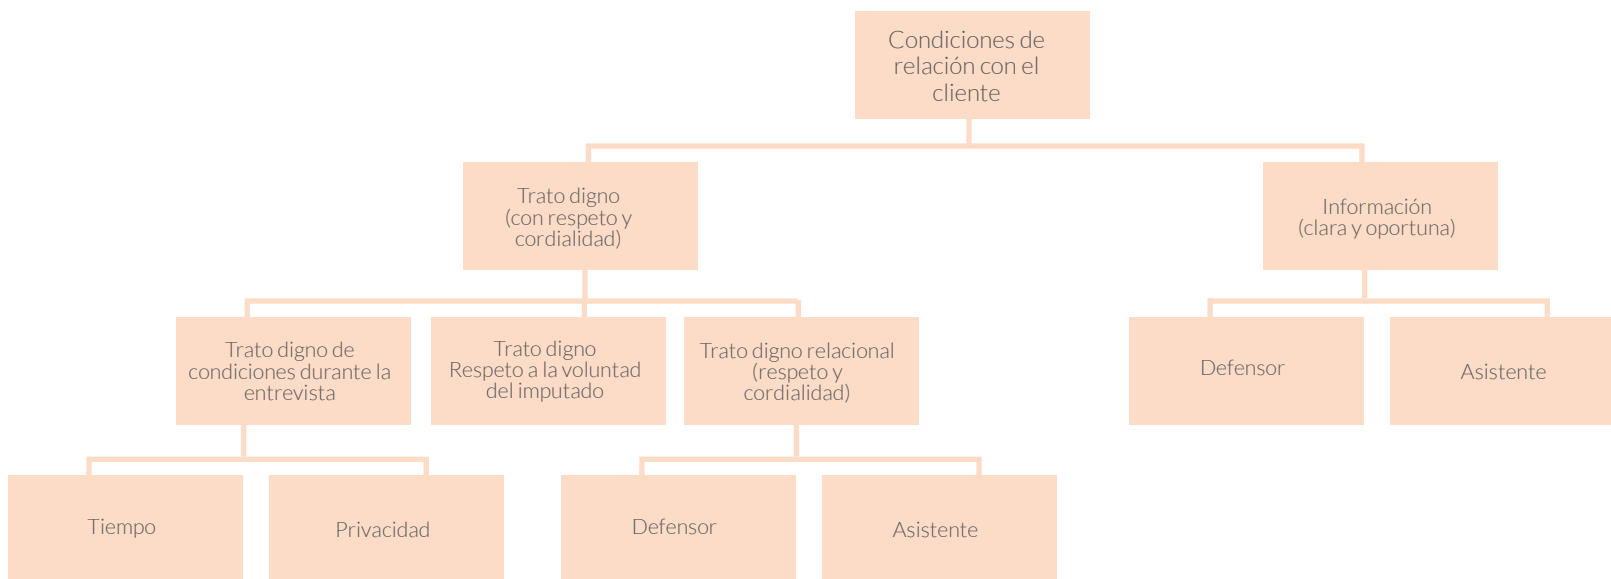 Condiciones de
relación con el
cliente
Trato digno
(con respeto y
cordialidad)
Información
(clara y oportuna)
Trato digno de
condiciones durante la
entrevista
Trato digno
Respeto a la voluntad
del imputado
Trato digno relacional
(respeto y
cordialidad)
Defensor
Asistente
Tiempo
Privacidad
Defensor
Asistente